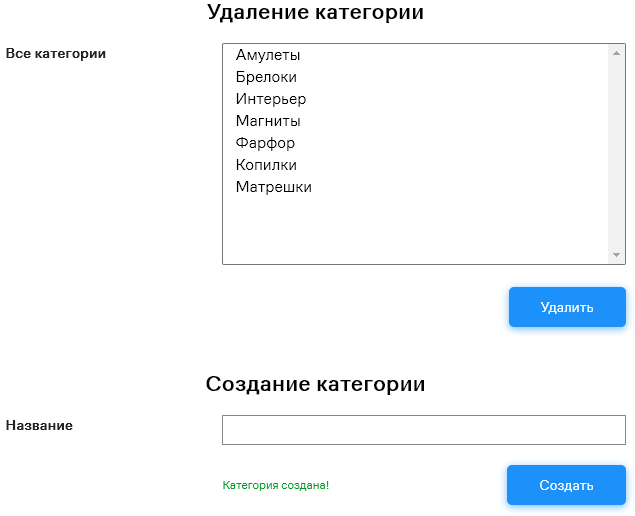 Удаление категории
Все категории
Амулеты
Брелоки
Интерьер
Магниты
Фарфор
Копилки
Матрешки
Удалить
Создание категории
Название
Категория создана!
Создать